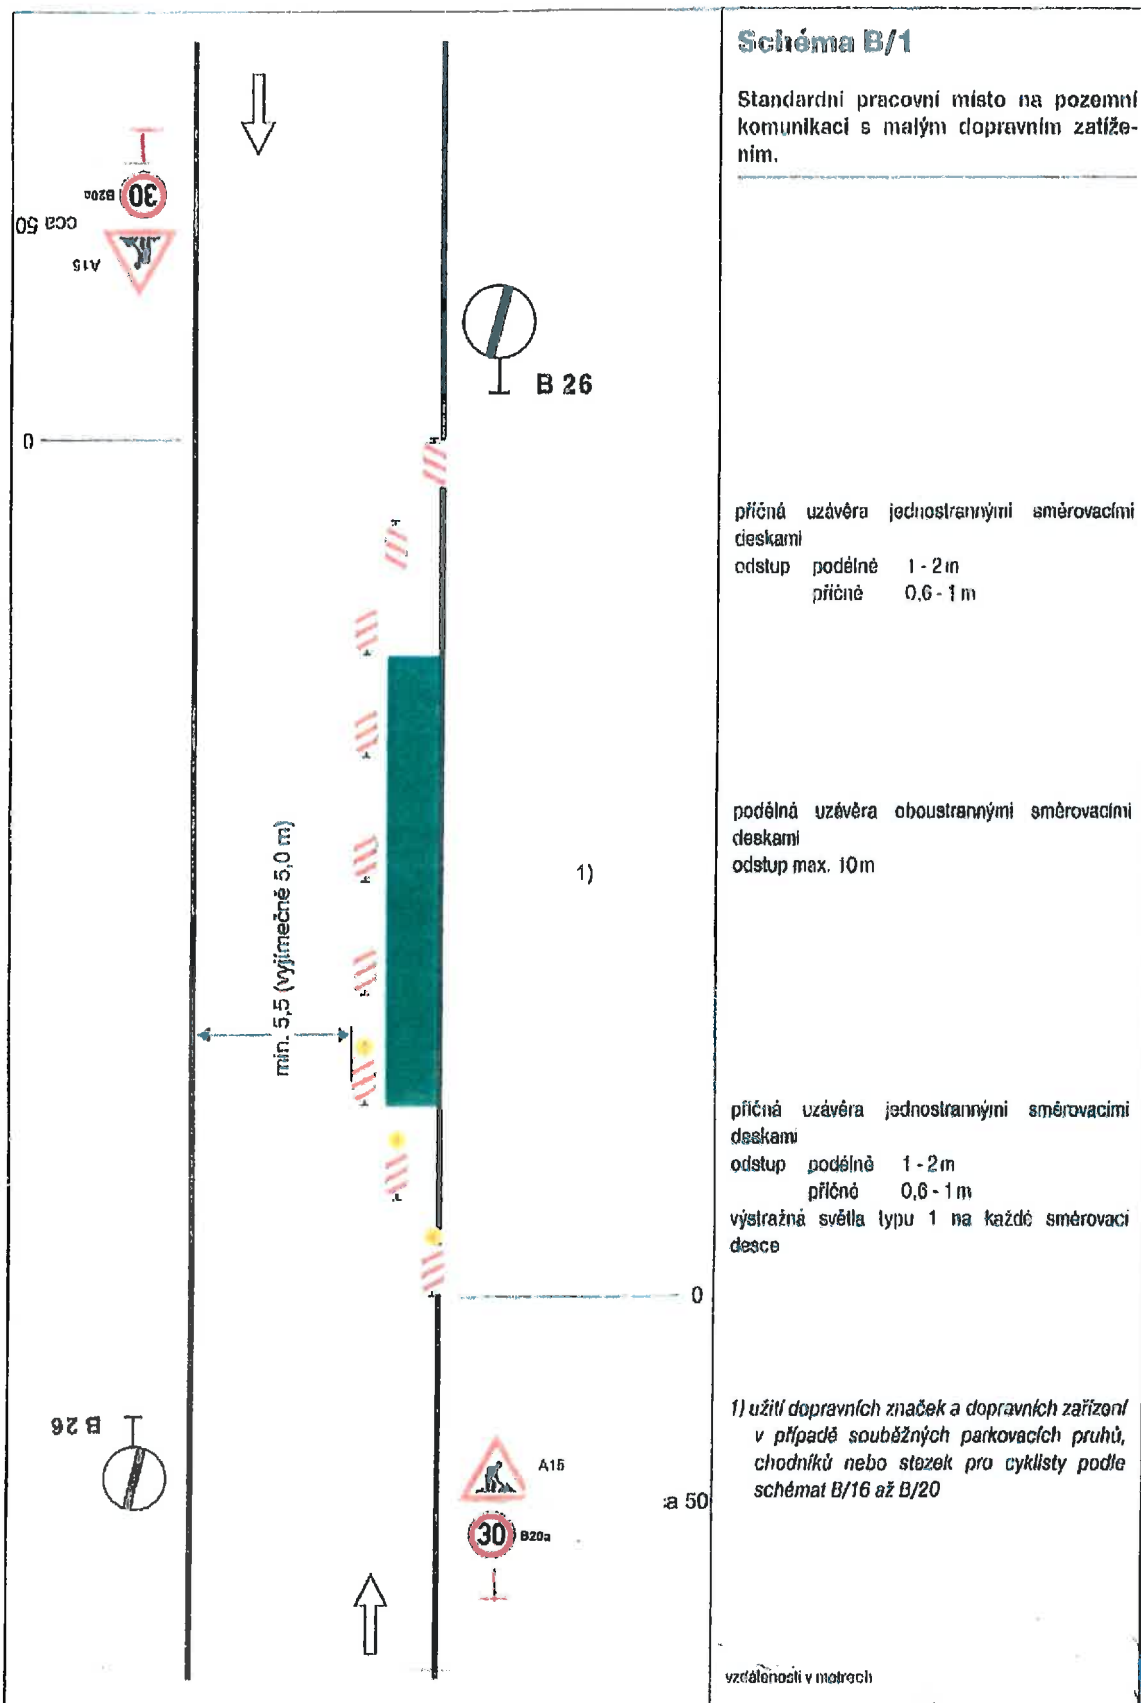 Schéma B/1
Standardní pracovní místo na pozemní
komunikaci s malým dopravním zatíže-
ním.
30
B20a
cca 50
A15
B 26
0
příčná uzávěra jednostrannými směrovacími
deskami
odstup podélně 1 - 2 m
příčně 0,6 - 1 m
podélná uzávěra oboustrannými směrovacími
deskami
odstup max. 10 m
min. 5,5 (vyjímečně 5,0 m)
1)
příčná uzávěra jednostrannými směrovacími
deskami
odstup podélně 1 - 2 m
příčně 0,6 - 1 m
výstražná světla typu 1 na každé směrovací
desce
0
B 26
A15
:a 50
30
B20a
1) užití dopravních značek a dopravních zařízení
v případě souběžných parkovacích pruhů,
chodníků nebo stezek pro cyklisty podle
schémat B/16 až B/20
vzdálenosti v metrech